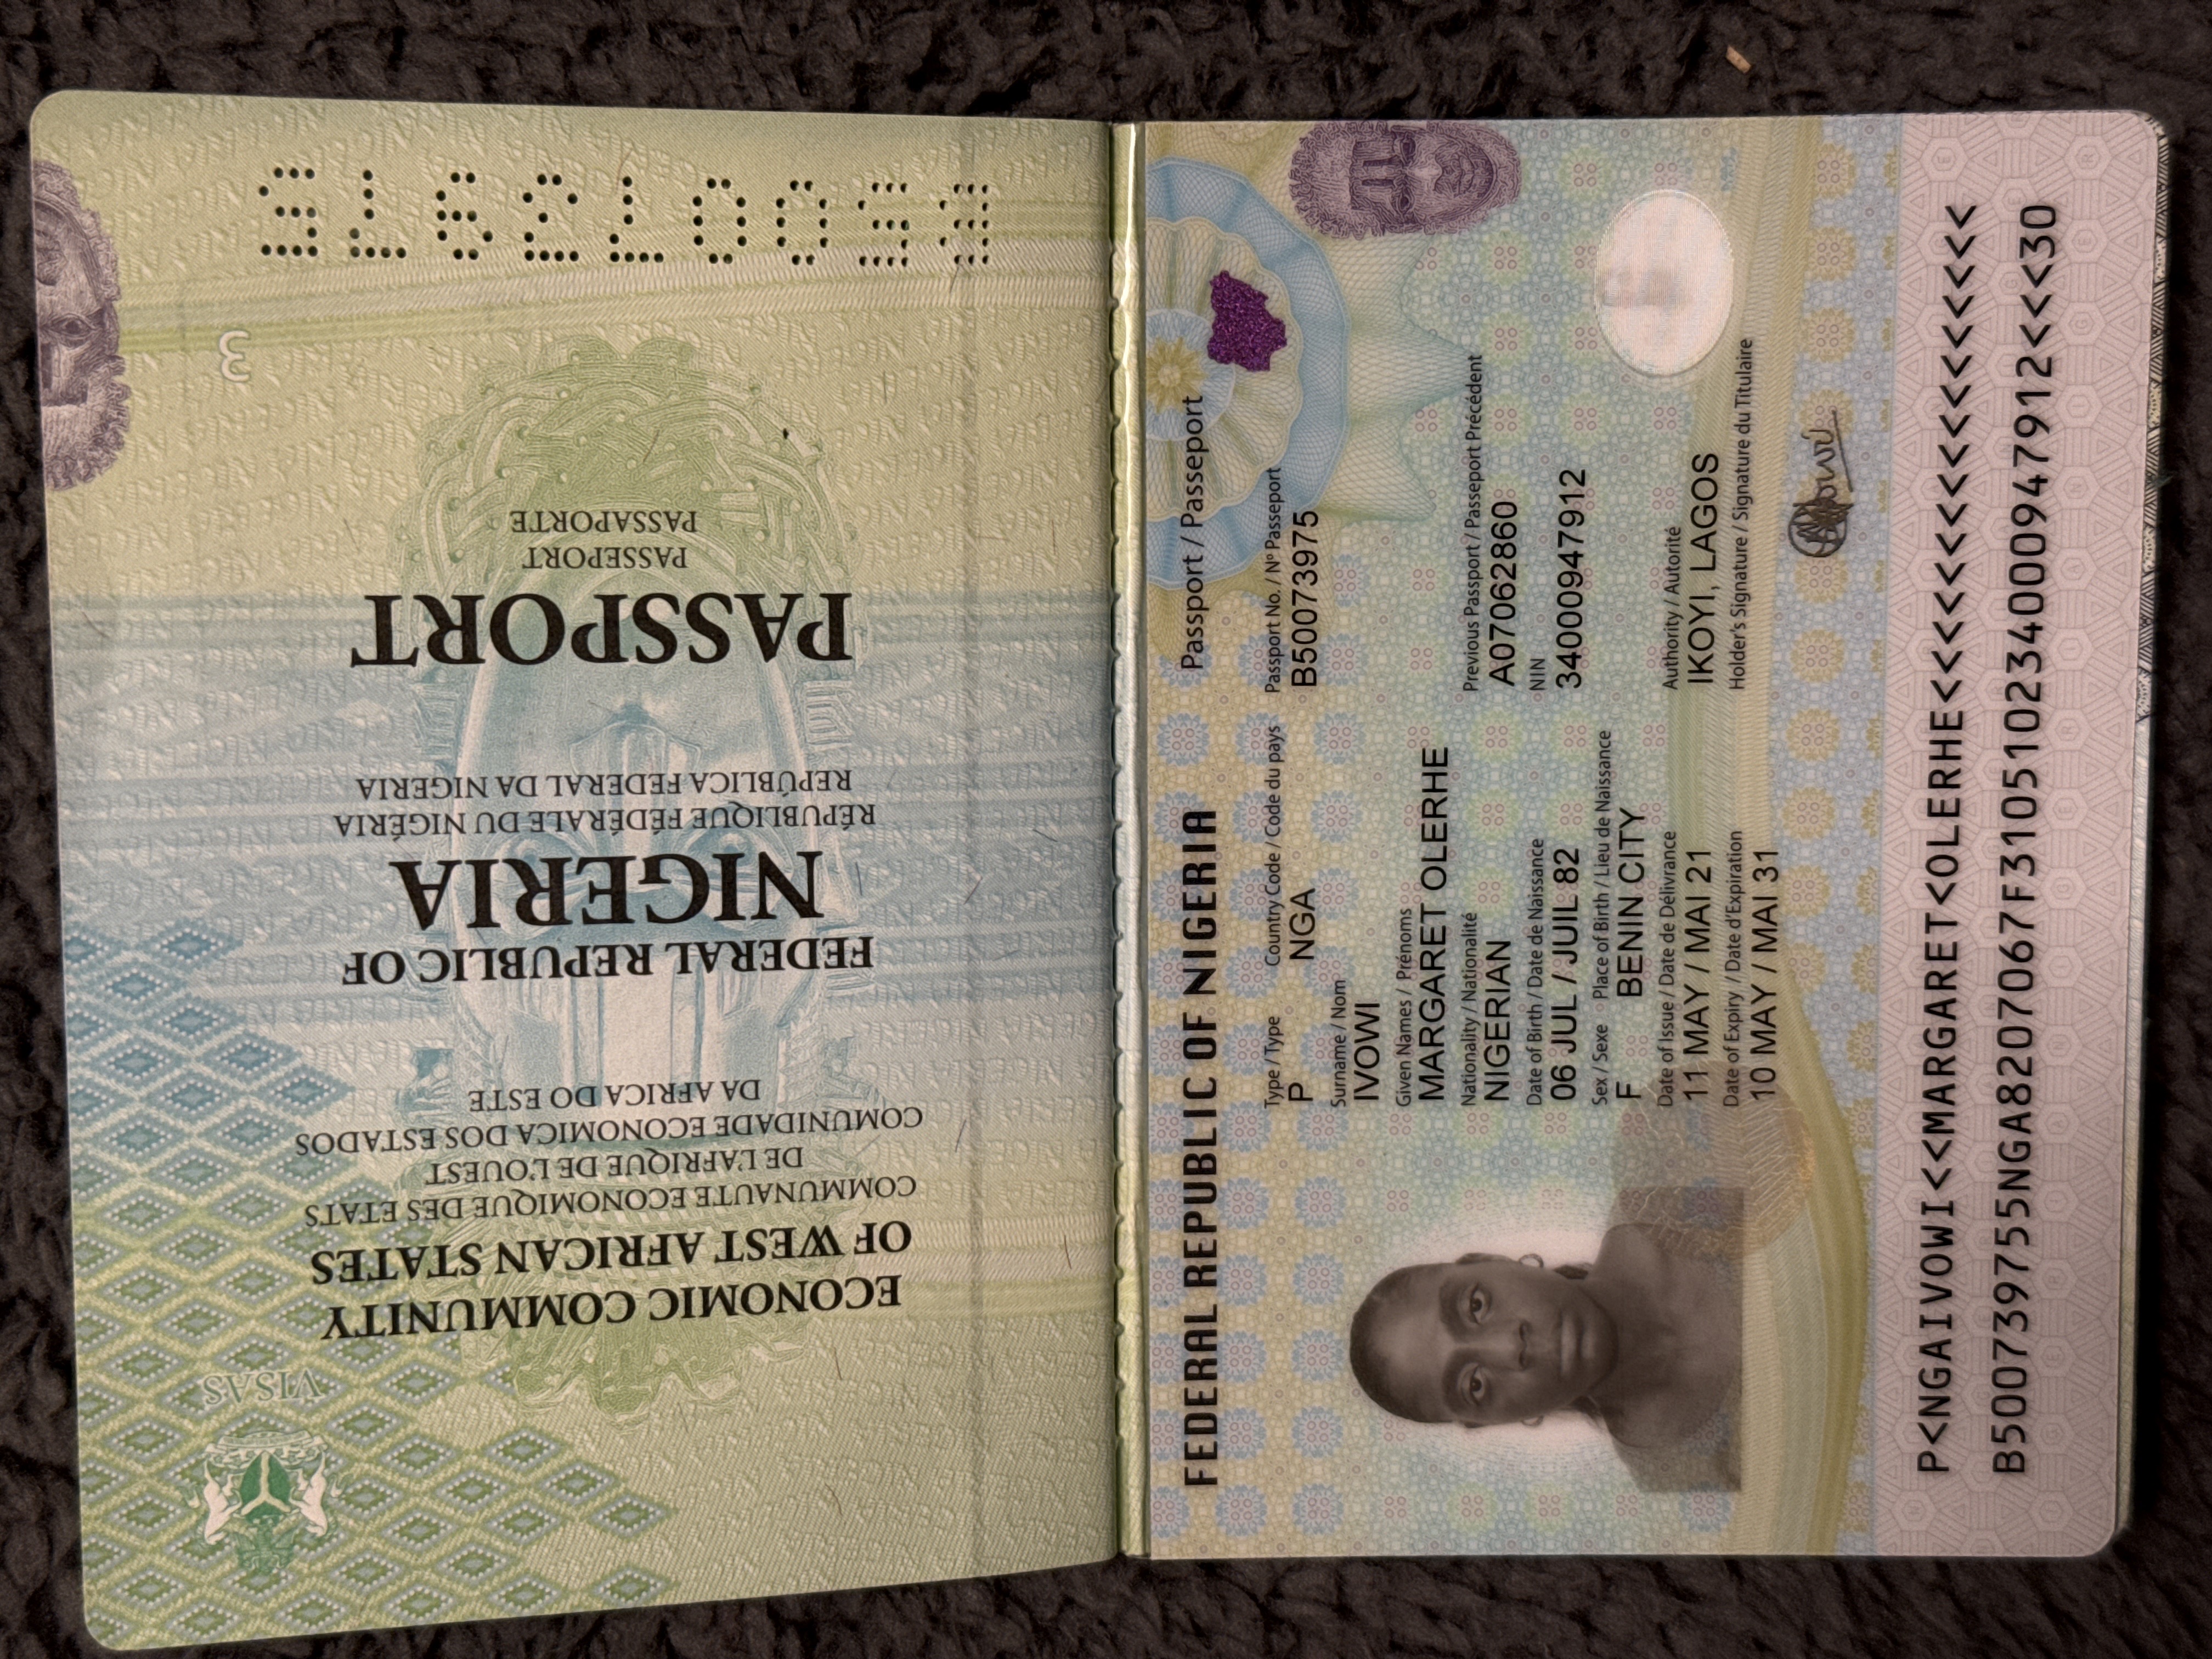 B50073975
3
PASSAPORTE
PASSEPORT
PASSPORT
REPÚBLICA FEDERAL DA NIGERIA
RÉPUBLIQUE FÉDÉRALE DU NIGÉRIA
NIGERIA
FEDERAL REPUBLIC OF
DA AFRICA DO ESTE
COMUNIDADE ECONOMICA DOS ESTADOS
DE L'AFRIQUE DE L'OUEST
COMMUNAUTE ECONOMIQUE DES ETATS
OF WEST AFRICAN STATES
ECONOMIC COMMUNITY
VISAS
FEDERAL REPUBLIC OF NIGERIA Passport / Passeport
Type / Type Country Code / Code du pays Passport No. / Nº Passeport
P NGA B50073975
Surname / Nom
IVOWI
Given Names / Prénoms
MARGARET OLERHE
Nationality / Nationalité Previous Passport / Passeport Précédent
NIGERIAN A07062860
Date of Birth / Date de Naissance NIN
06 JUL / JUIL 82 34000947912
Sex / Sexe Place of Birth / Lieu de Naissance
F BENIN CITY
Date of Issue / Date de Délivrance Authority / Autorité
11 MAY / MAI 21 IKOYI, LAGOS
Date of Expiry / Date d'Expiration Holder's Signature / Signature du Titulaire
10 MAY / MAI 31
P<NGAIVOWI<<MARGARET<OLERHE<<<<<<<<<<<<<<<<<
B500739755NGA8207067F310510234000947912<<<30